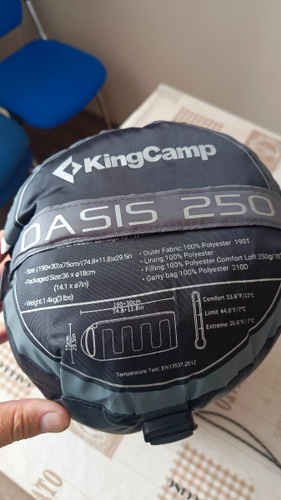 KingCamp
OASIS 250
-Size: (190+30)x75cm/(74.8+11.8)x29.5in
-Packaged Size:36 x ø18cm
(14.1 x ø7in)
-Weight:1.4kg(3 lbs)
- Outer Fabric 100% Polyester 190T
- Lining:100% Polyester
- Filling:100% Polyester Comfort Loft 250g/
- Carry bag 100% Polyester 210D
190+30cm
74.8+11.8in
75cm
29.5in
Comfort 53.6°F/12°C
Limit 44.6°F/7°C
Extreme 26.6°F/
Temperature Test: EN13537 2012